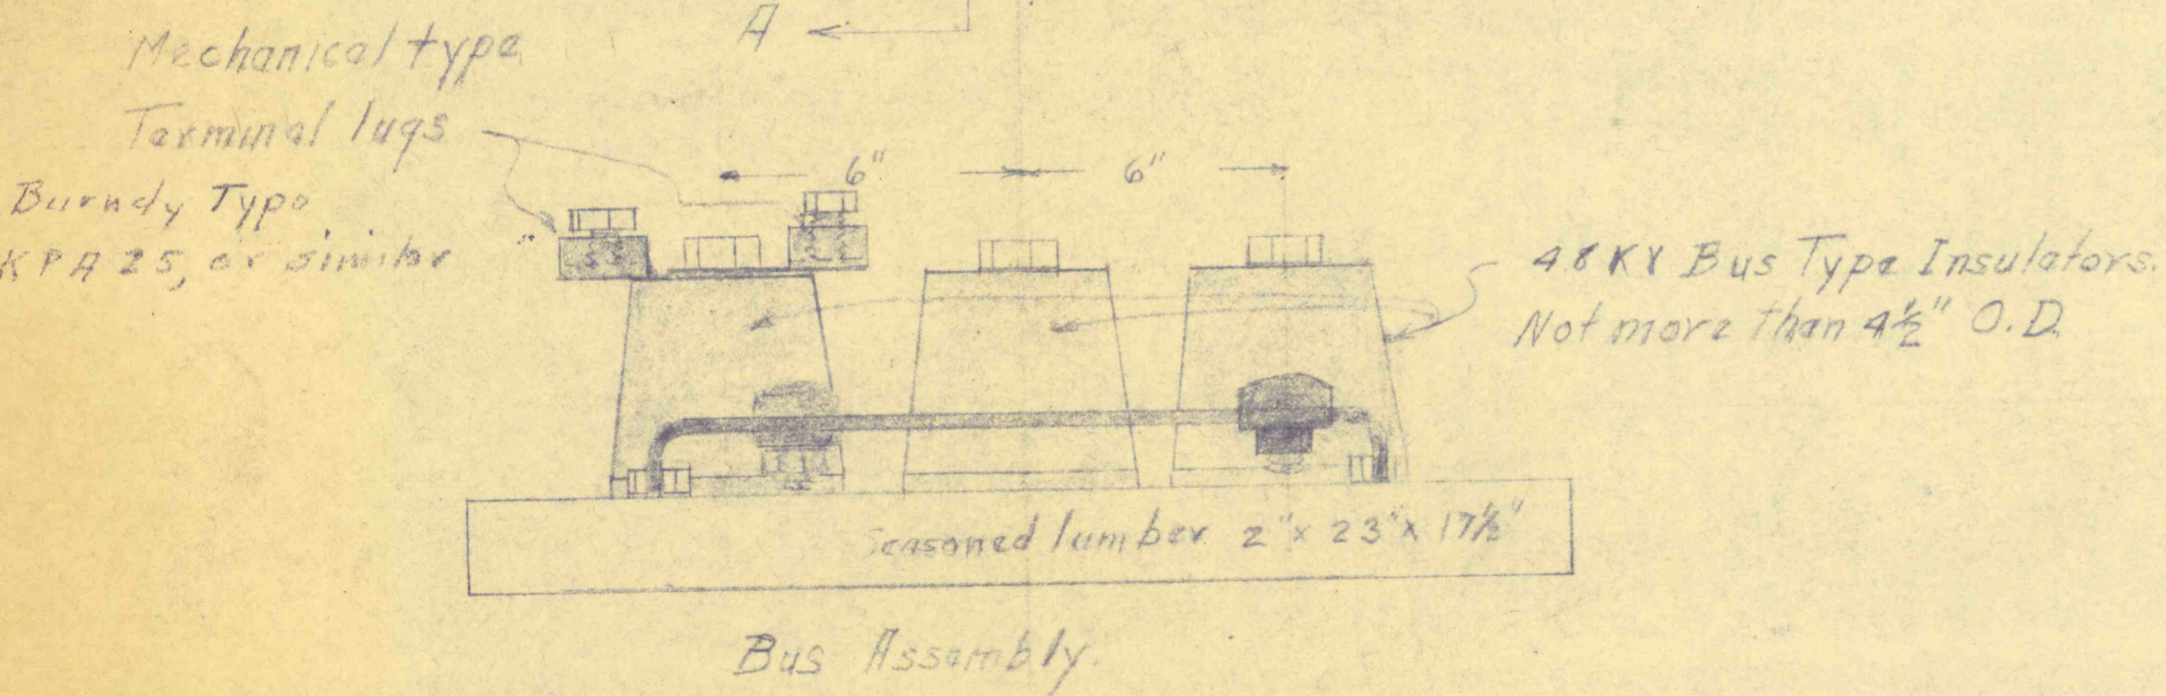 A
Mechanical type
Terminal lugs
Burndy Type
KPA 25, or similar
6" 6"
4.8 KV Bus Type Insulators.
Not more than 4½" O.D.
Seasoned lumber 2" x 23" x 17½"
Bus Assembly.